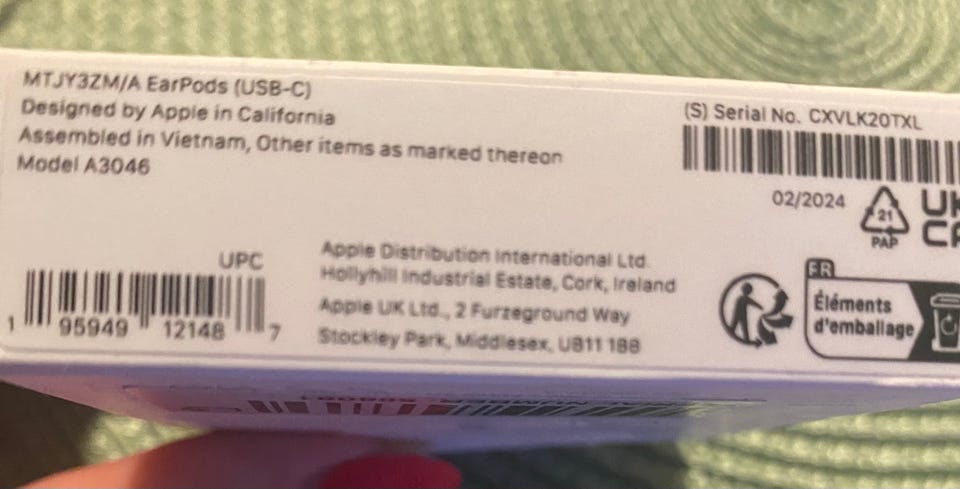 MTJY3ZM/A EarPods (USB-C)
Designed by Apple in California
Assembled in Vietnam, Other items as marked thereon
Model A3046
(S) Serial No. CXVLK20TXL
02/2024
21
PAP
UK
CA
UPC
1 95949 12148 7
Apple Distribution International Ltd.
Hollyhill Industrial Estate, Cork, Ireland
Apple UK Ltd., 2 Furzeground Way
Stockley Park, Middlesex, UB11 1BB
FR
Éléments
d'emballage